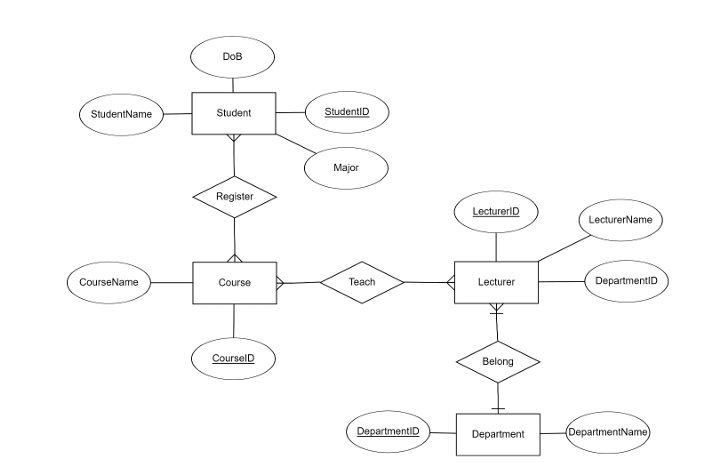 DoB
StudentName
Student
StudentID
Major
Register
LecturerID
LecturerName
CourseName
Course
Teach
Lecturer
DepartmentID
CourseID
Belong
DepartmentID
Department
DepartmentName